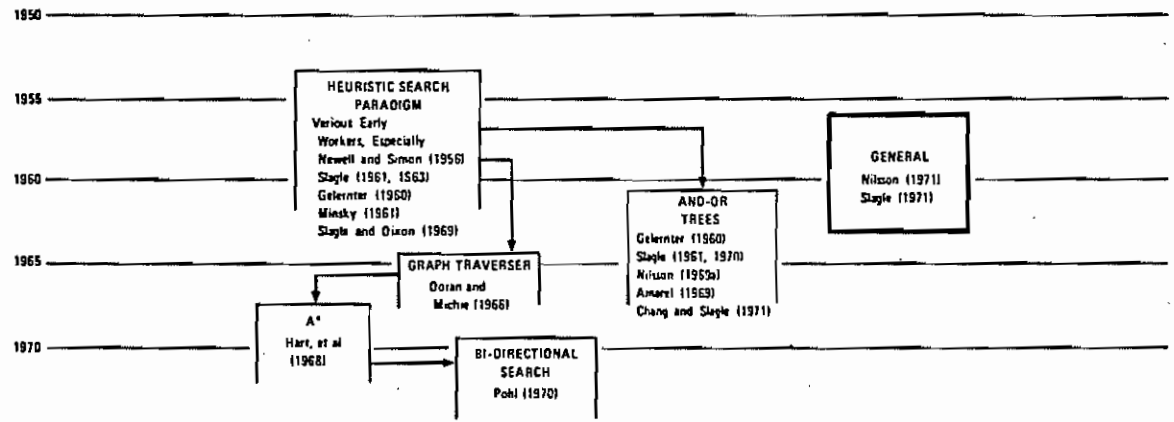 1950
1955
1960
1965
1970
HEURISTIC SEARCH
PARADIGM
Various Early
Workers, Especially
Newell and Simon (1956)
Slagle (1961, 1963)
Gelernter (1960)
Minsky (1961)
Slagle and Dixon (1969)
GENERAL
Nilsson (1971)
Slagle (1971)
AND-OR
TREES
Gelernter (1960)
Slagle (1961, 1970)
Nilsson (1969a)
Amarel (1969)
Chang and Slagle (1971)
GRAPH TRAVERSER
Doran and
Michie (1966)
A*
Hart, et al
(1968)
BI-DIRECTIONAL
SEARCH
Pohl (1970)